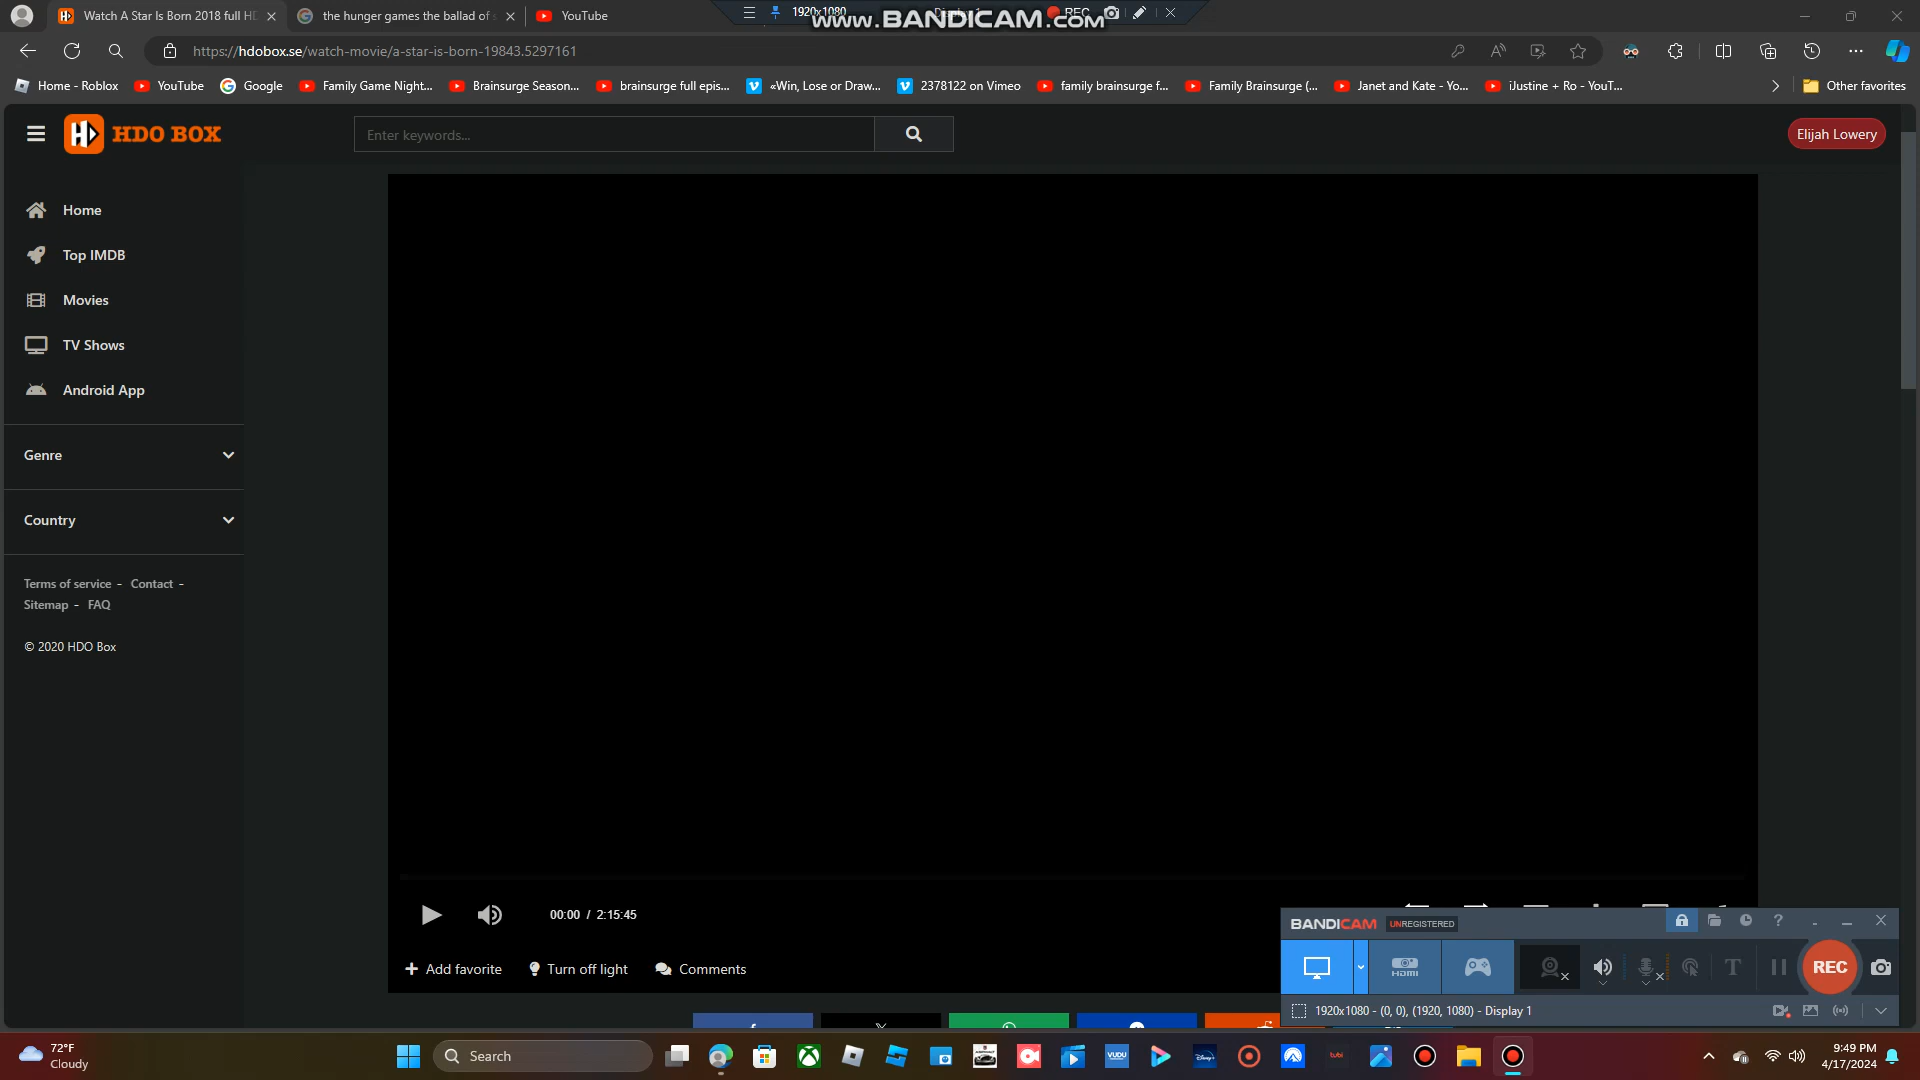 Watch A Star Is Born 2018 full HD
the hunger games the ballad of s
YouTube
1920x1080
REC
www.BANDICAM.com
https://hdobox.se/watch-movie/a-star-is-born-19843.5297161
Home - Roblox
YouTube
Google
Family Game Night...
Brainsurge Season...
brainsurge full epis...
«Win, Lose or Draw...
2378122 on Vimeo
family brainsurge f...
Family Brainsurge (...
Janet and Kate - Yo...
iJustine + Ro - YouT...
Other favorites
HDO BOX
Enter keywords...
Elijah Lowery
Home
Top IMDB
Movies
TV Shows
Android App
Genre
Country
Terms of service - Contact -
Sitemap - FAQ
© 2020 HDO Box
00:00 / 2:15:45
Add favorite
Turn off light
Comments
BANDICAM UNREGISTERED
HDMI
REC
1920x1080 - (0, 0), (1920, 1080) - Display 1
72°F
Cloudy
Search
VUDU
Disney+
tubi
9:49 PM
4/17/2024